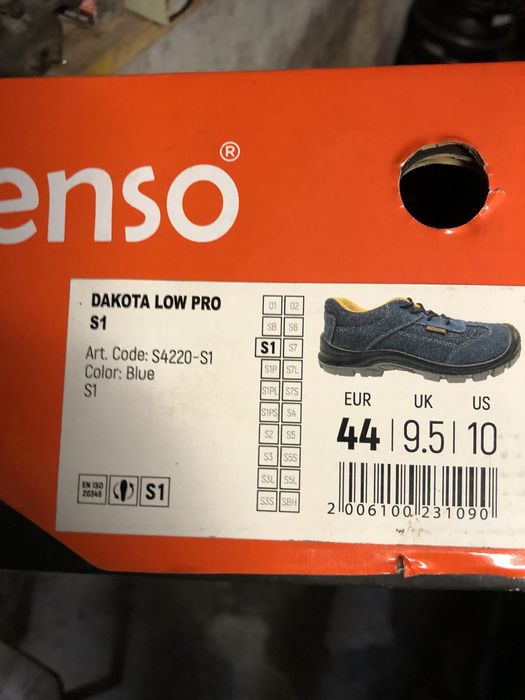 enso®
DAKOTA LOW PRO
S1
Art. Code: S4220-S1
Color: Blue
S1
EN ISO
20345
S1
O1 O2
SB S6
S1 S7
S1P S7L
S1PL S7S
S1PS S4
S2 S5
S3 S5S
S3L S5L
S3S SBH
EUR UK US
44 | 9.5 | 10
2 006100 231090